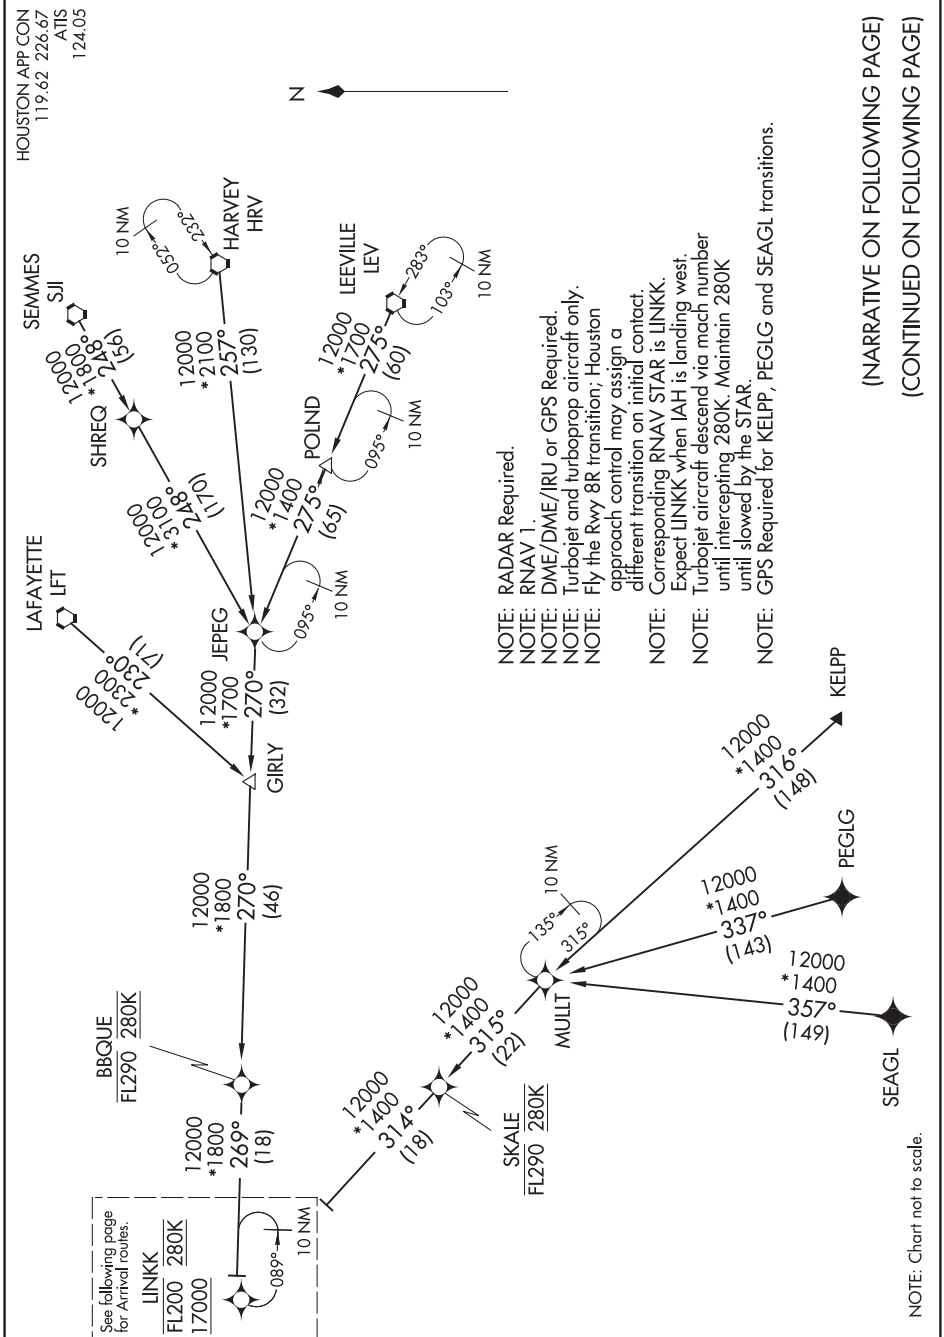 HOUSTON APP CON
119.62 226.67
ATIS
124.05
N
SEMMES
SJI
12000
*1800
248°
(56)
SHREQ
12000
*3100
248°
(170)
10 NM
052°
232°
HARVEY
HRV
12000
*2100
257°
(130)
LEEVILLE
LEV
283°
103°
10 NM
12000
*1700
275°
(60)
POLND
095°
10 NM
12000
*1400
275°
(65)
LAFAYETTE
LFT
12000
*2300
230°
(71)
JEPEG
095°
10 NM
12000
*1700
270°
(32)
GIRLY
12000
*1800
270°
(46)
BBQUE
FL290 280K
12000
*1800
269°
(18)
See following page
for Arrival routes.
LINKK
FL200 280K
17000
089°
10 NM
12000
*1400
314°
(18)
SKALE
FL290 280K
12000
*1400
315°
(22)
MULLT
135°
315°
10 NM
12000
*1400
316°
(148)
KELPP
12000
*1400
337°
(143)
PEGLG
12000
*1400
357°
(149)
SEAGL
NOTE: RADAR Required.
NOTE: RNAV 1.
NOTE: DME/DME/IRU or GPS Required.
NOTE: Turbojet and turboprop aircraft only.
NOTE: Fly the Rwy 8R transition; Houston
approach control may assign a
different transition on initial contact.
NOTE: Corresponding RNAV STAR is LINKK.
Expect LINKK when IAH is landing west.
NOTE: Turbojet aircraft descend via mach number
until intercepting 280K. Maintain 280K
until slowed by the STAR.
NOTE: GPS Required for KELPP, PEGLG and SEAGL transitions.
(NARRATIVE ON FOLLOWING PAGE)
(CONTINUED ON FOLLOWING PAGE)
NOTE: Chart not to scale.